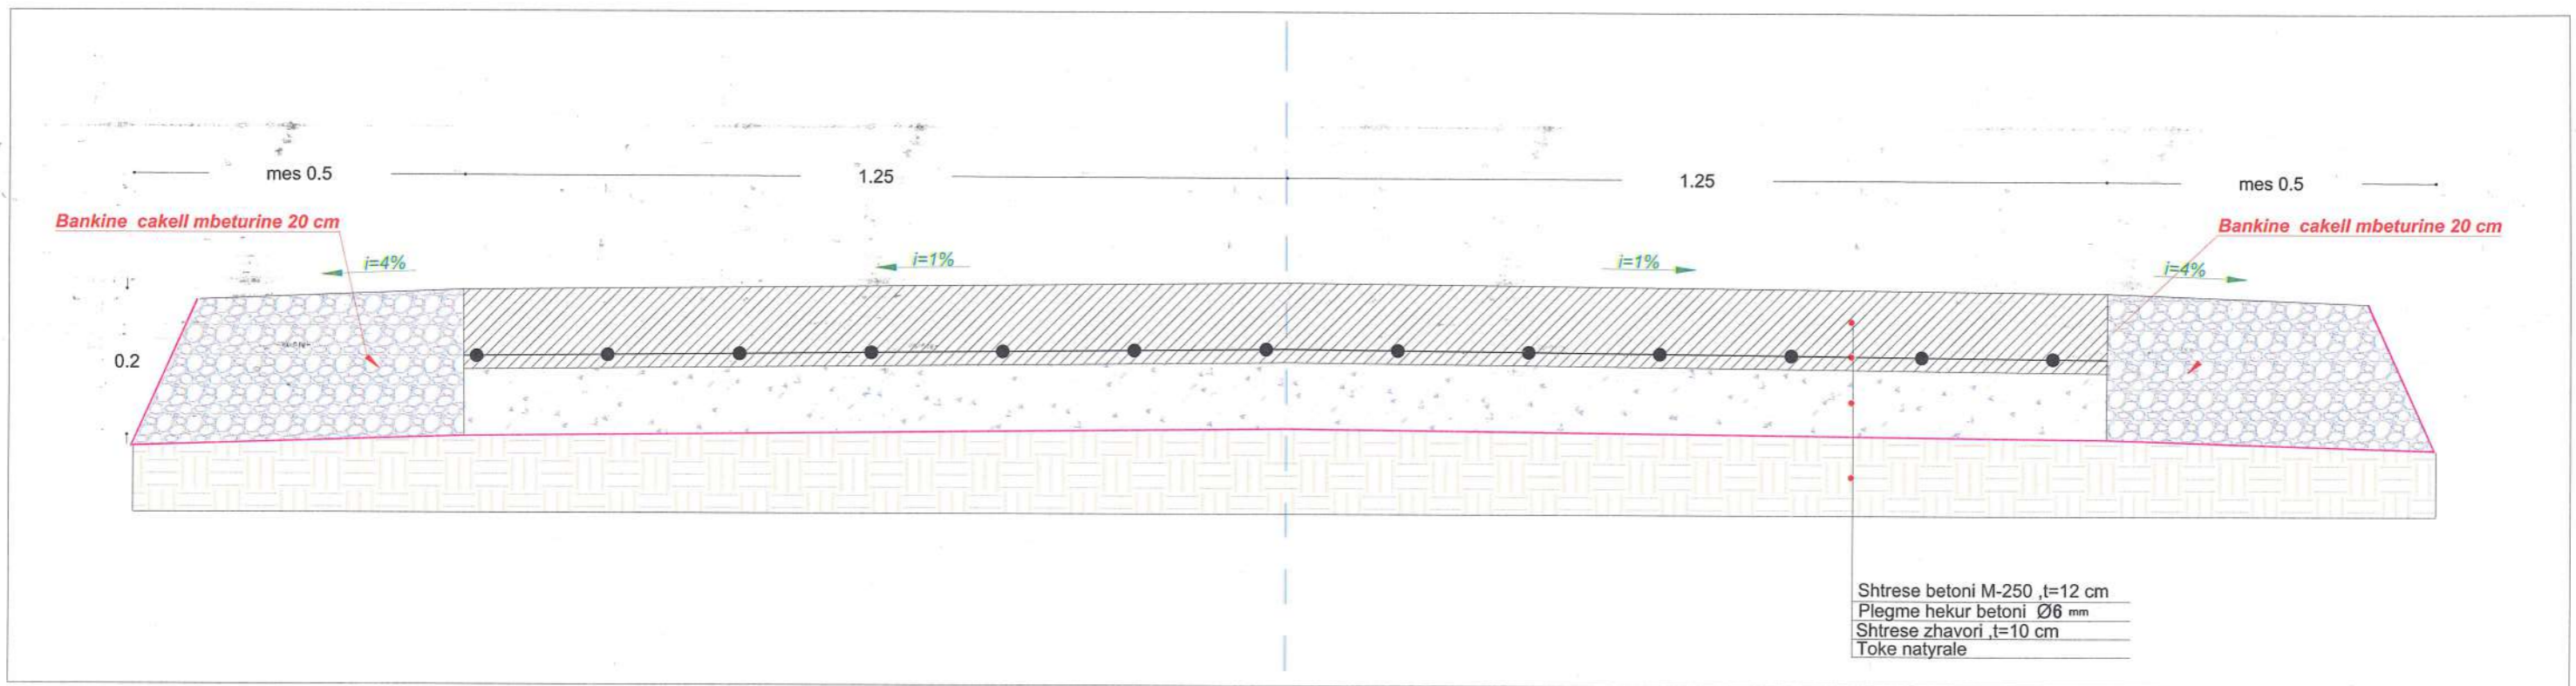 mes 0.5
1.25
1.25
mes 0.5
Bankine cakell mbeturine 20 cm
Bankine cakell mbeturine 20 cm
i=4%
i=1%
i=1%
i=4%
0.2
Shtrese betoni M-250 ,t=12 cm
Plegme hekur betoni Ø6 mm
Shtrese zhavori ,t=10 cm
Toke natyrale